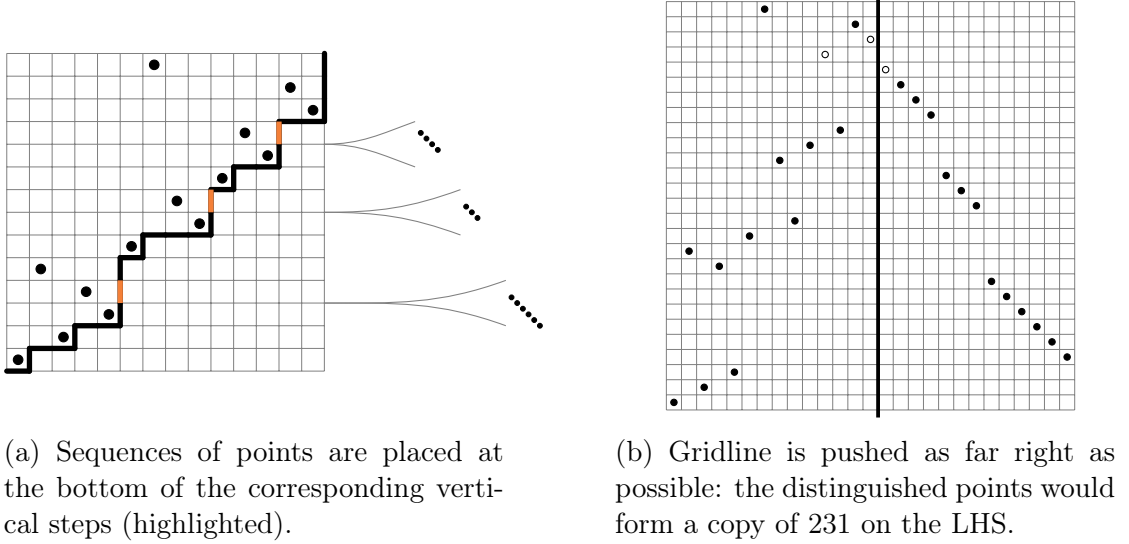 (a) Sequences of points are placed at
the bottom of the corresponding verti-
cal steps (highlighted).
(b) Gridline is pushed as far right as
possible: the distinguished points would
form a copy of 231 on the LHS.